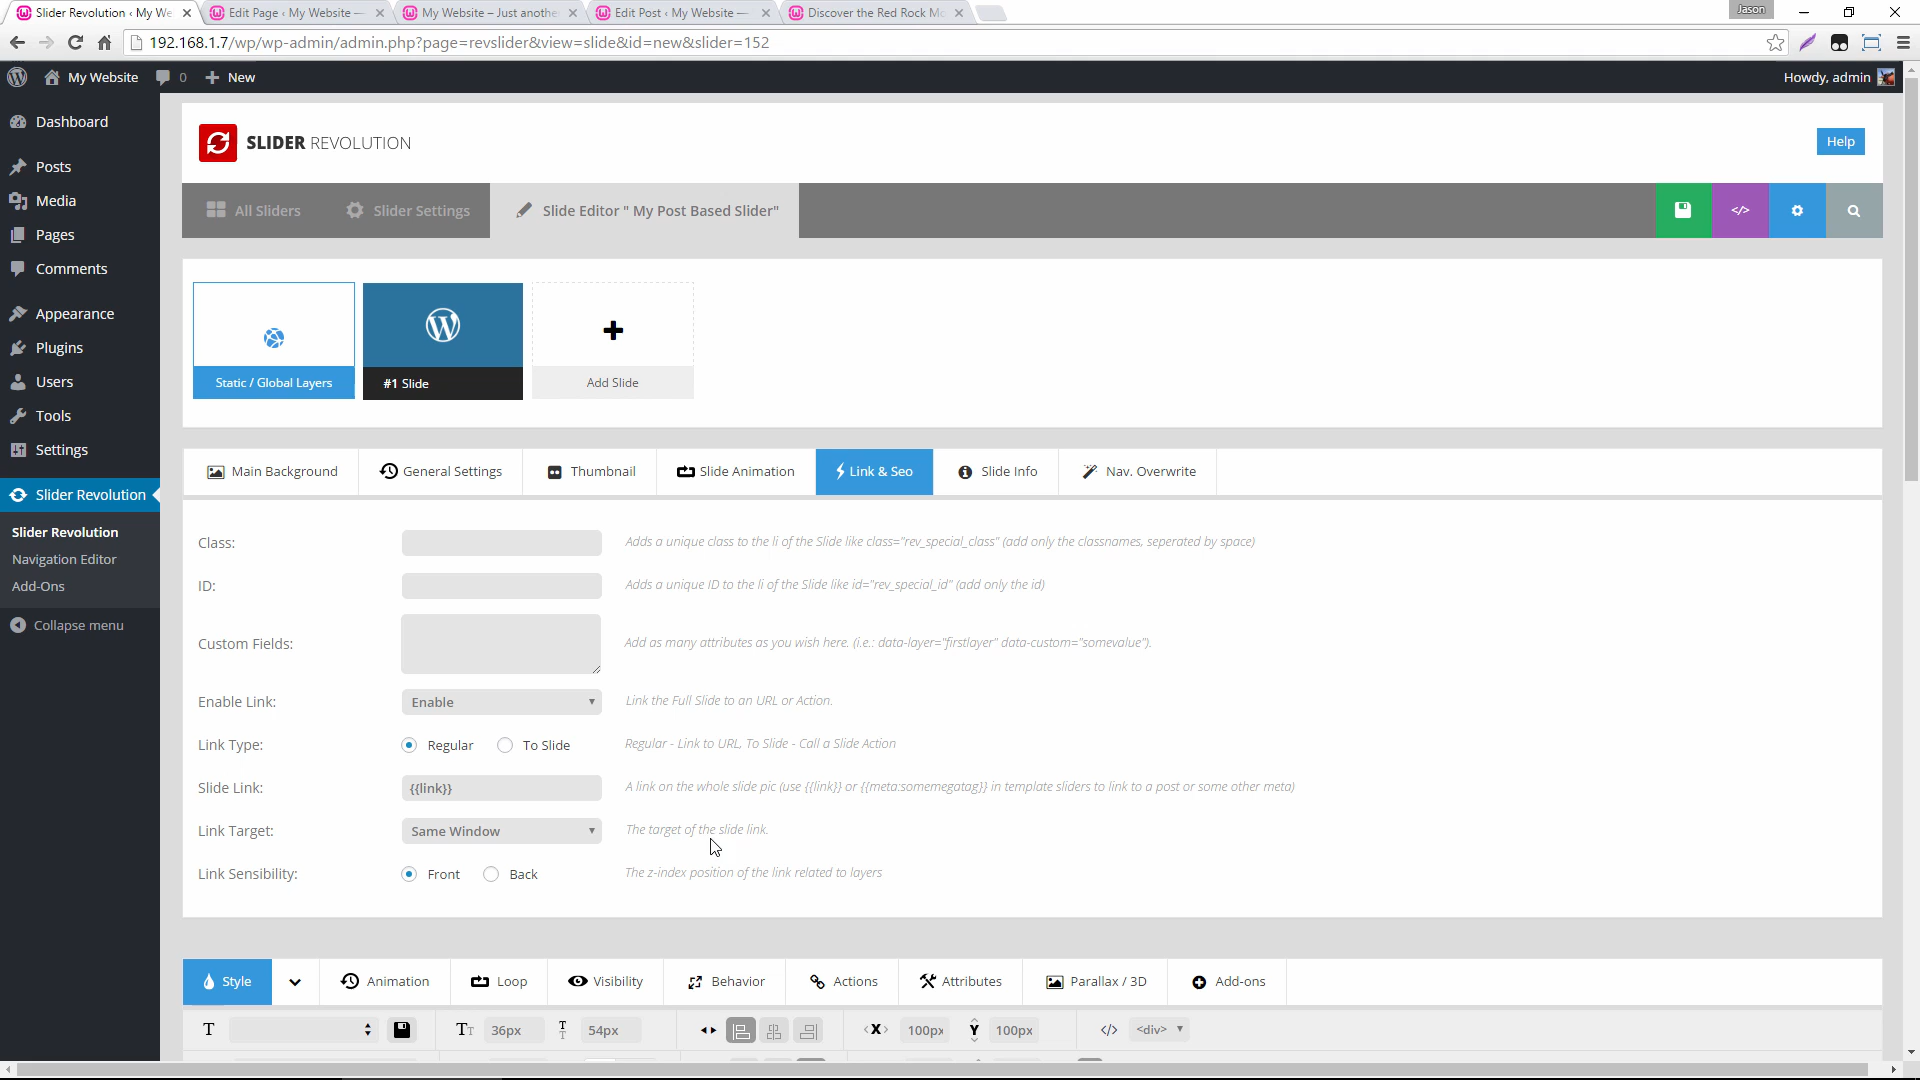 Slider Revolution ‹ My We
Edit Page ‹ My Website —
My Website – Just anothe
Edit Post ‹ My Website —
Discover the Red Rock Mo
Jason
192.168.1.7/wp/wp-admin/admin.php?page=revslider&view=slide&id=new&slider=152
My Website
0
New
Howdy, admin
Dashboard
Posts
Media
Pages
Comments
Appearance
Plugins
Users
Tools
Settings
Slider Revolution
Slider Revolution
Navigation Editor
Add-Ons
Collapse menu
SLIDER REVOLUTION
Help
All Sliders
Slider Settings
Slide Editor " My Post Based Slider"
</>
Static / Global Layers
#1 Slide
Add Slide
Main Background
General Settings
Thumbnail
Slide Animation
Link & Seo
Slide Info
Nav. Overwrite
Class:
Adds a unique class to the li of the Slide like class="rev_special_class" (add only the classnames, seperated by space)
ID:
Adds a unique ID to the li of the Slide like id="rev_special_id" (add only the id)
Custom Fields:
Add as many attributes as you wish here. (i.e.: data-layer="firstlayer" data-custom="somevalue").
Enable Link:
Enable
Link the Full Slide to an URL or Action.
Link Type:
Regular
To Slide
Regular - Link to URL, To Slide - Call a Slide Action
Slide Link:
{{link}}
A link on the whole slide pic (use {{link}} or {{meta:somemegatag}} in template sliders to link to a post or some other meta)
Link Target:
Same Window
The target of the slide link.
Link Sensibility:
Front
Back
The z-index position of the link related to layers
Style
Animation
Loop
Visibility
Behavior
Actions
Attributes
Parallax / 3D
Add-ons
T
36px
54px
X
100px
Y
100px
</>
<div>